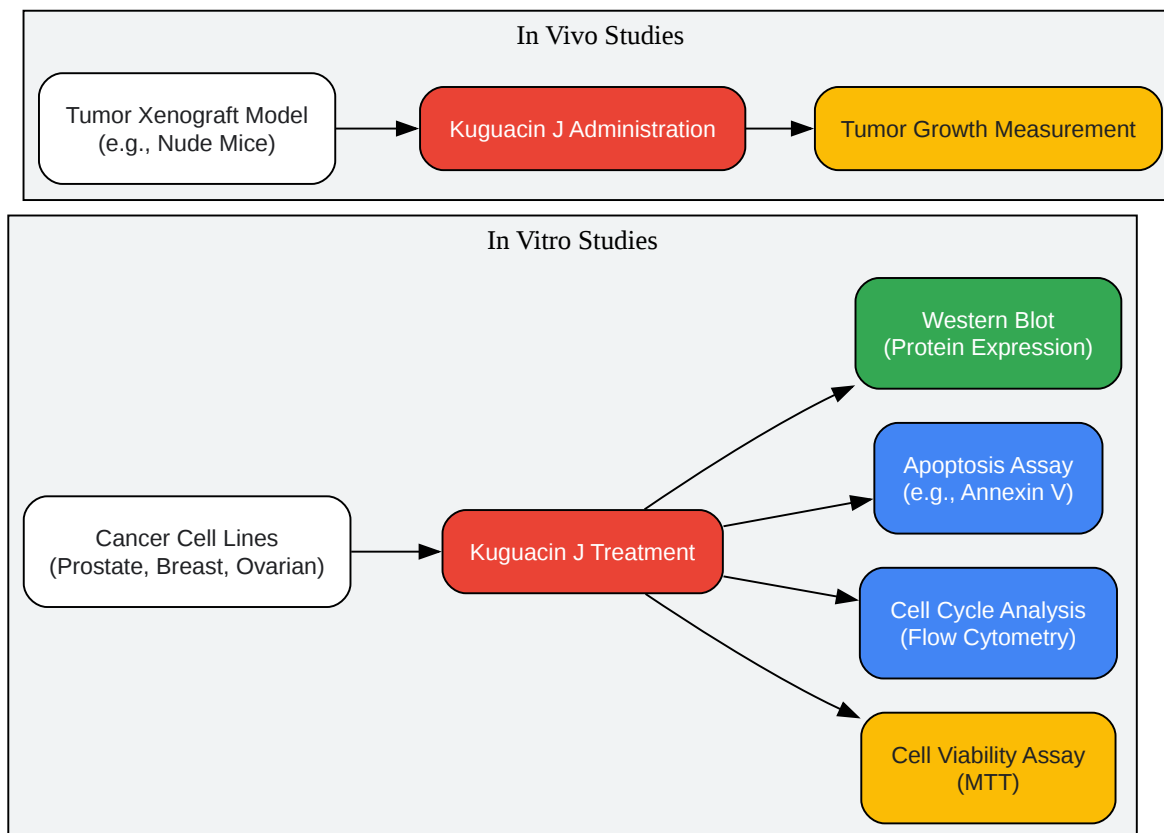 In Vivo Studies
Tumor Xenograft Model
(e.g., Nude Mice)
Kuguacin J Administration
Tumor Growth Measurement
In Vitro Studies
Cancer Cell Lines
(Prostate, Breast, Ovarian)
Kuguacin J Treatment
Western Blot
(Protein Expression)
Apoptosis Assay
(e.g., Annexin V)
Cell Cycle Analysis
(Flow Cytometry)
Cell Viability Assay
(MTT)